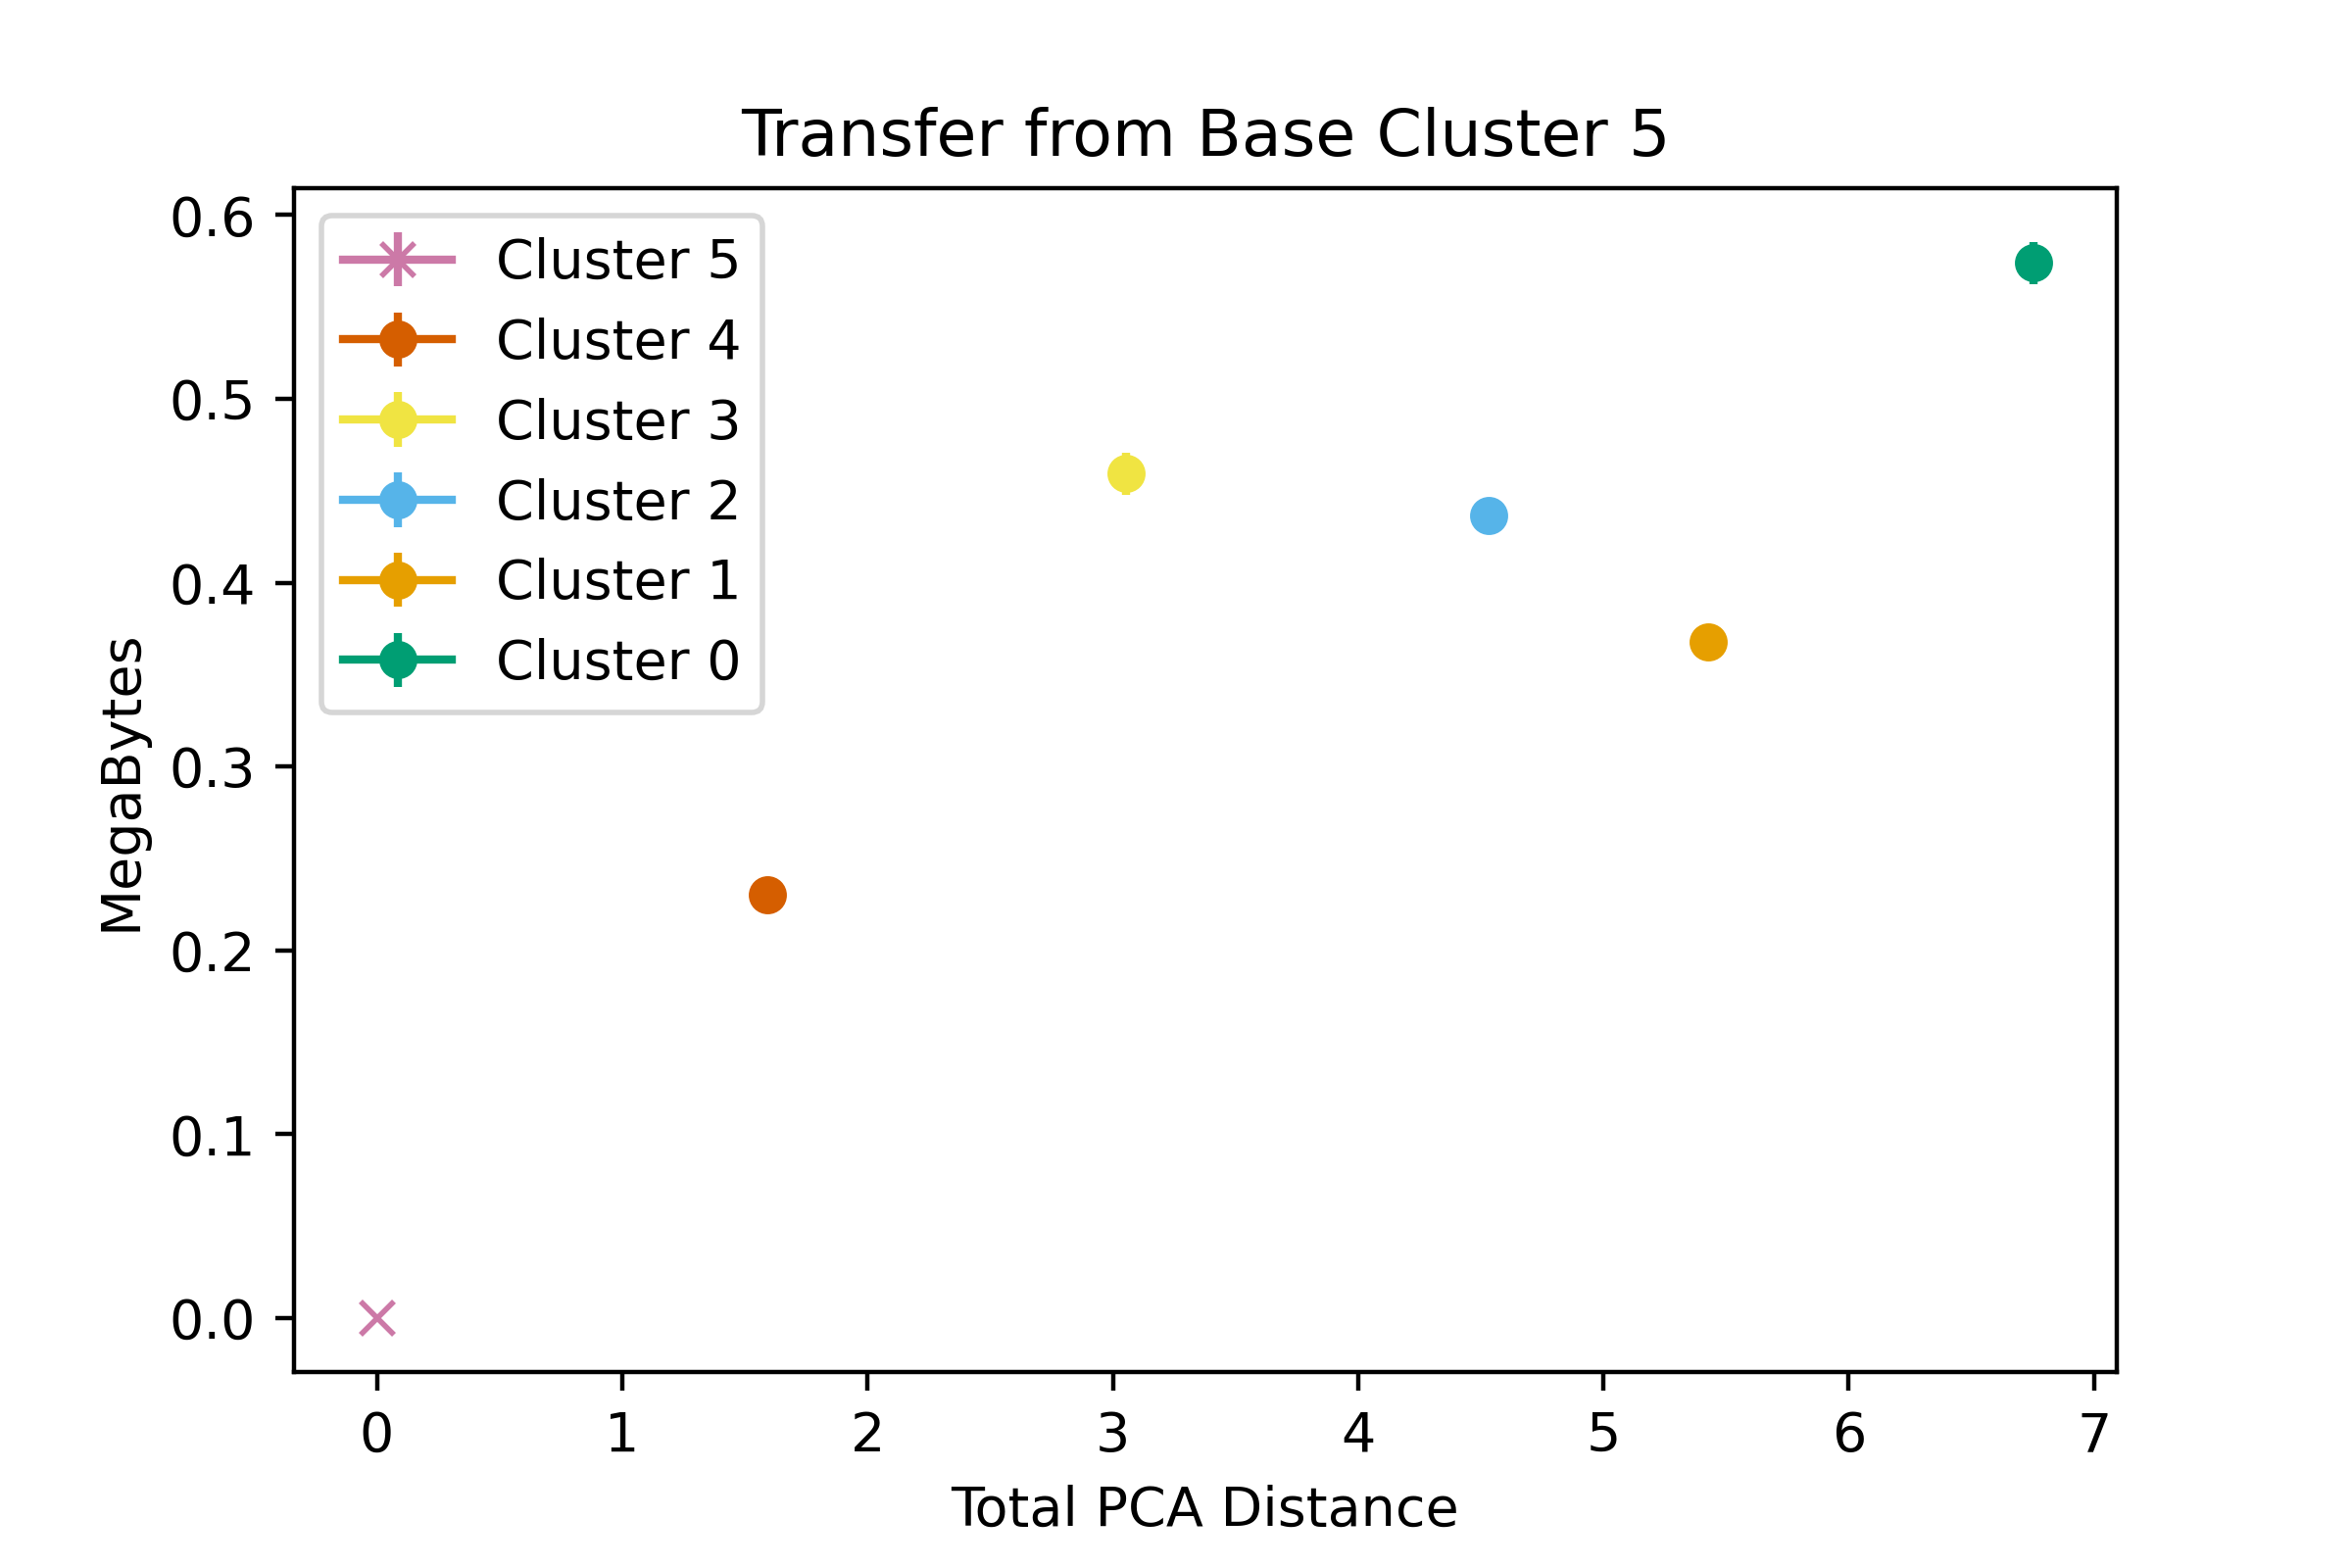 Transfer from Base Cluster 5
0.6
0.5
0.4
0.3
0.2
0.1
0.0
MegaBytes
Cluster 5
Cluster 4
Cluster 3
Cluster 2
Cluster 1
Cluster 0
0 1 2 3 4 5 6 7
Total PCA Distance